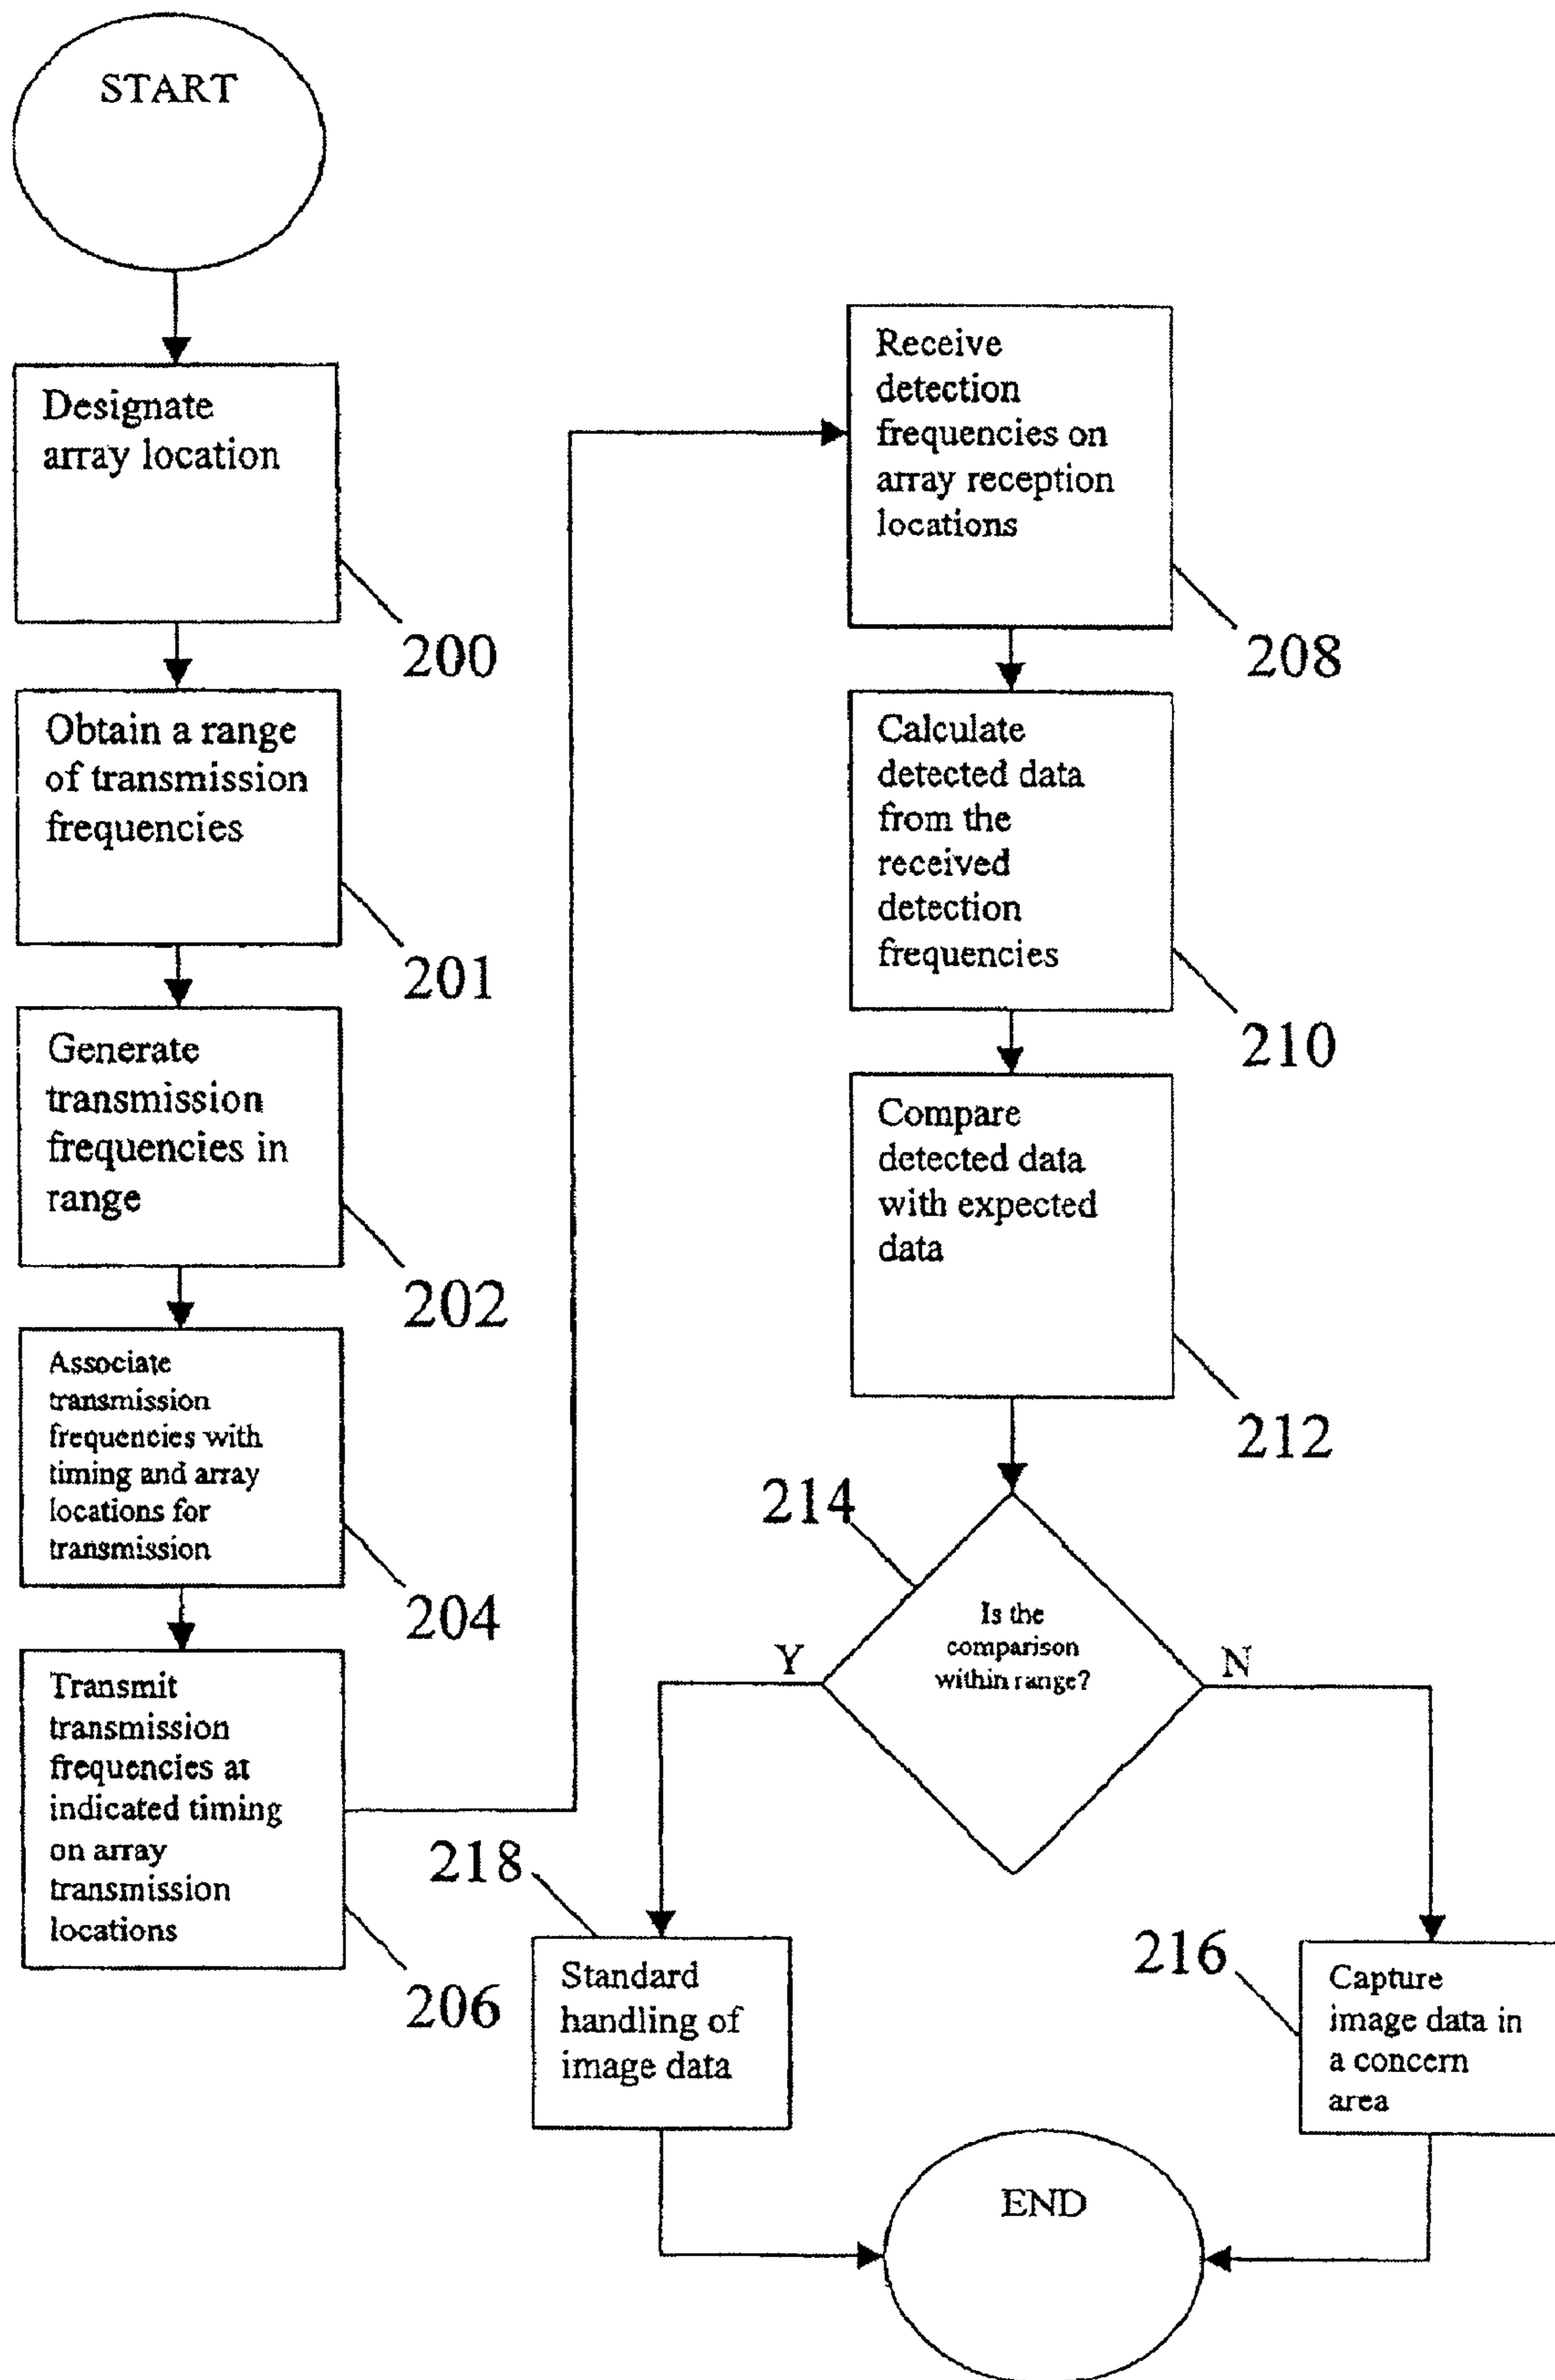 START
Designate
array location
200
Obtain a range
of transmission
frequencies
201
Generate
transmission
frequencies in
range
202
Associate
transmission
frequencies with
timing and array
locations for
transmission
204
Transmit
transmission
frequencies at
indicated timing
on array
transmission
locations
206
Receive
detection
frequencies on
array reception
locations
208
Calculate
detected data
from the
received
detection
frequencies
210
Compare
detected data
with expected
data
212
214
Is the
comparison
within range?
Y
N
218
Standard
handling of
image data
216
Capture
image data in
a concern
area
END